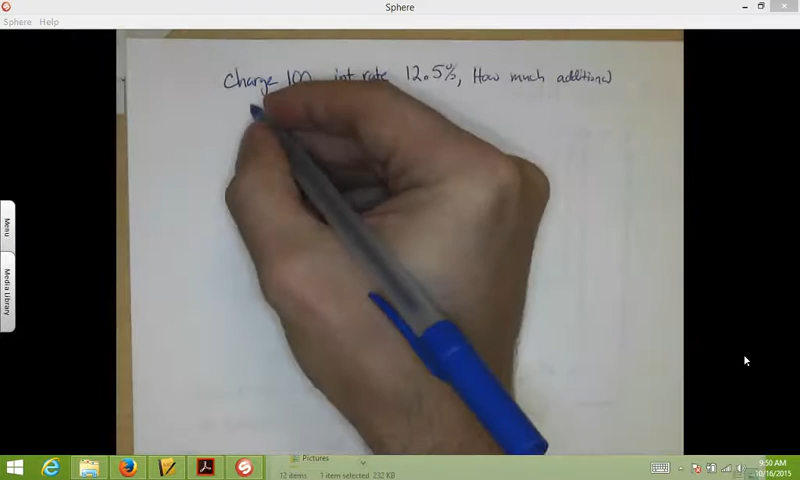 Sphere
Sphere Help
Charge 100 int rate 12.5%, How much additional
Menu
Media Library
Pictures
12 items 1 item selected 232 KB
9:50 AM
10/16/2015